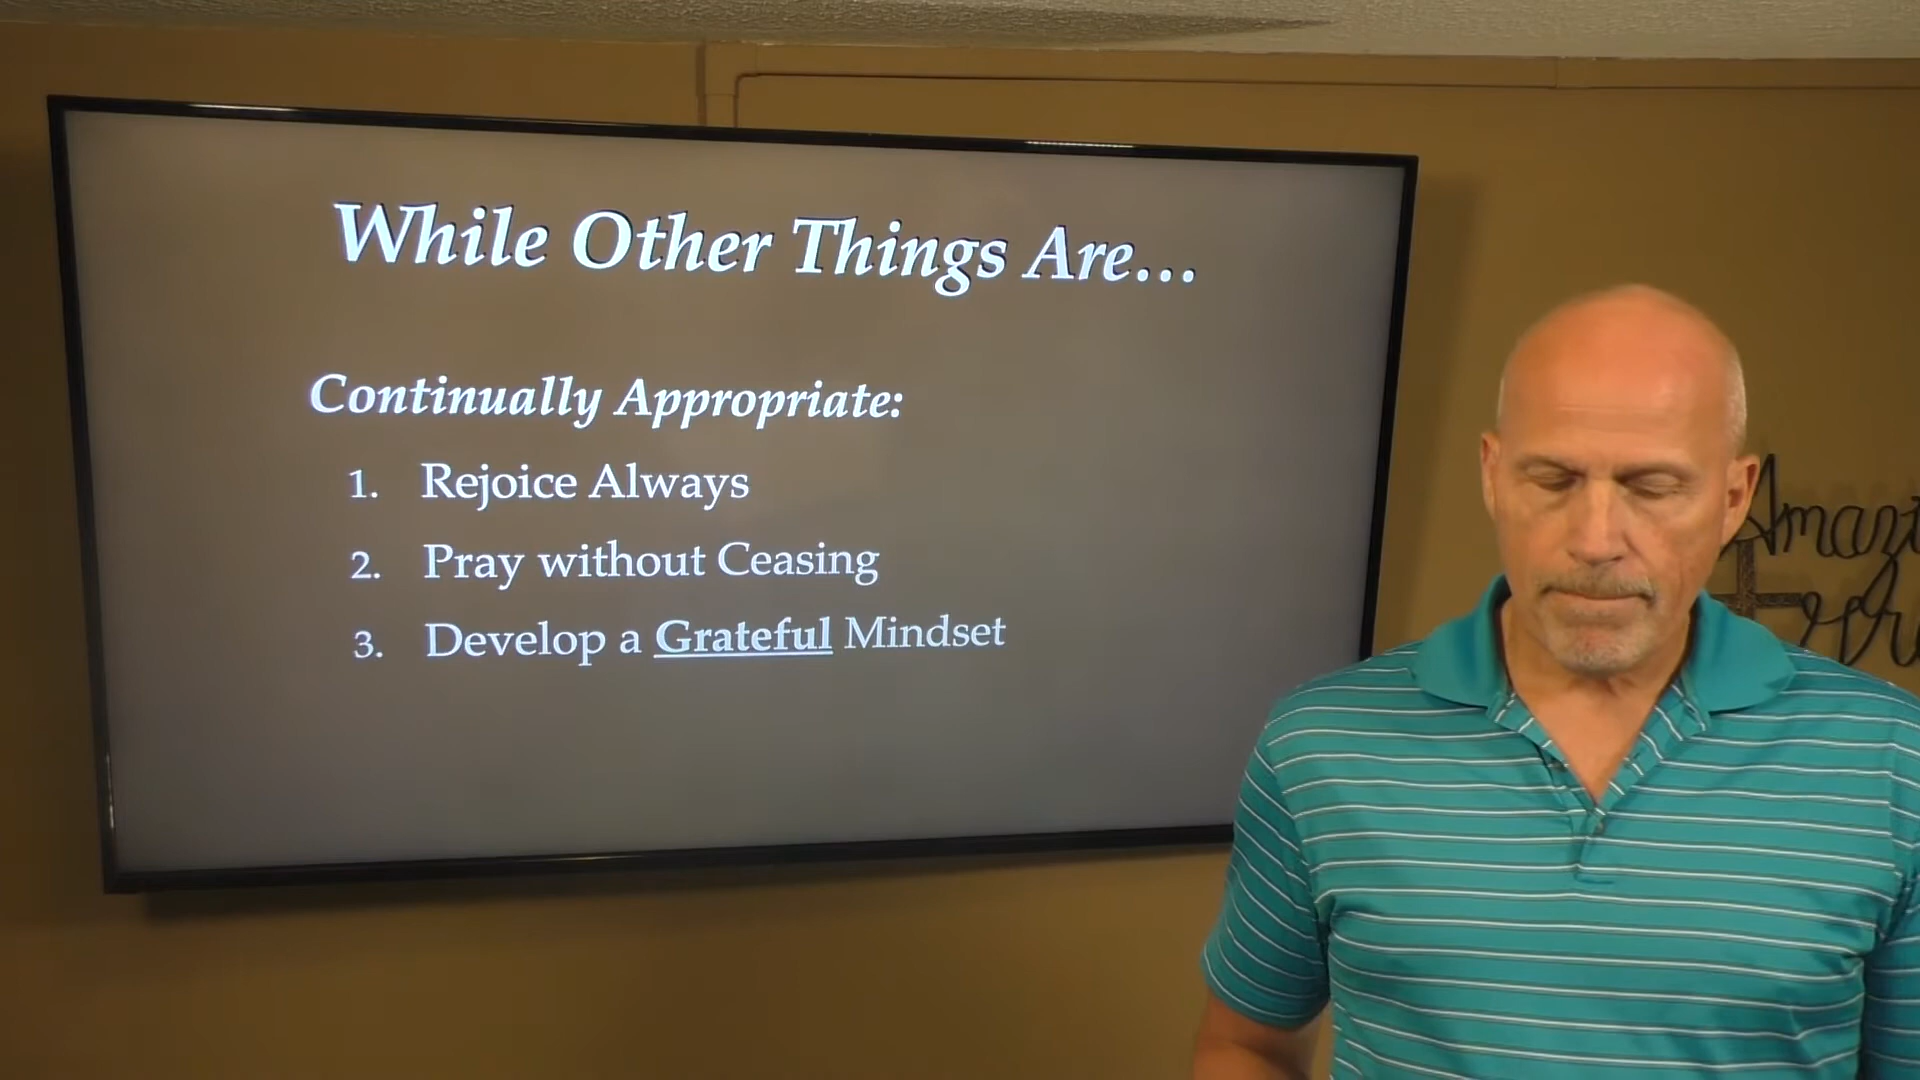 While Other Things Are...
Continually Appropriate:
1. Rejoice Always
2. Pray without Ceasing
3. Develop a Grateful Mindset